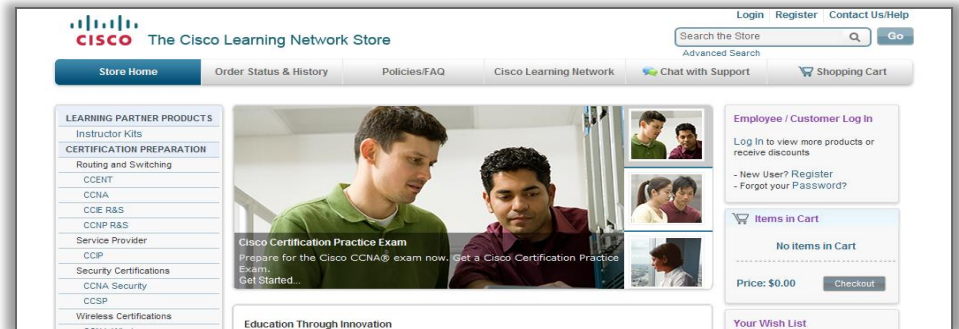 Login Register Contact Us/Help
CISCO The Cisco Learning Network Store
Search the Store Go
Advanced Search
Store Home Order Status & History Policies/FAQ Cisco Learning Network Chat with Support Shopping Cart
LEARNING PARTNER PRODUCTS
Instructor Kits
CERTIFICATION PREPARATION
Routing and Switching
CCENT
CCNA
CCIE R&S
CCNP R&S
Service Provider
CCIP
Security Certifications
CCNA Security
CCSP
Wireless Certifications
Cisco Certification Practice Exam
Prepare for the Cisco CCNA® exam now. Get a Cisco Certification Practice
Exam.
Get Started...
Education Through Innovation
Employee / Customer Log In
Log In to view more products or
receive discounts
- New User? Register
- Forgot your Password?
Items in Cart
No items in Cart
Price: $0.00 Checkout
Your Wish List